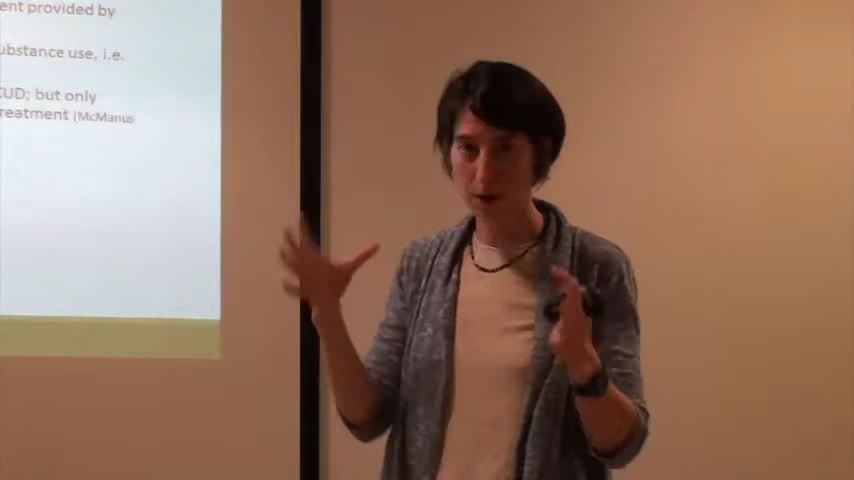 ent provided by
ubstance use, i.e.
UD; but only
reatment (McManus